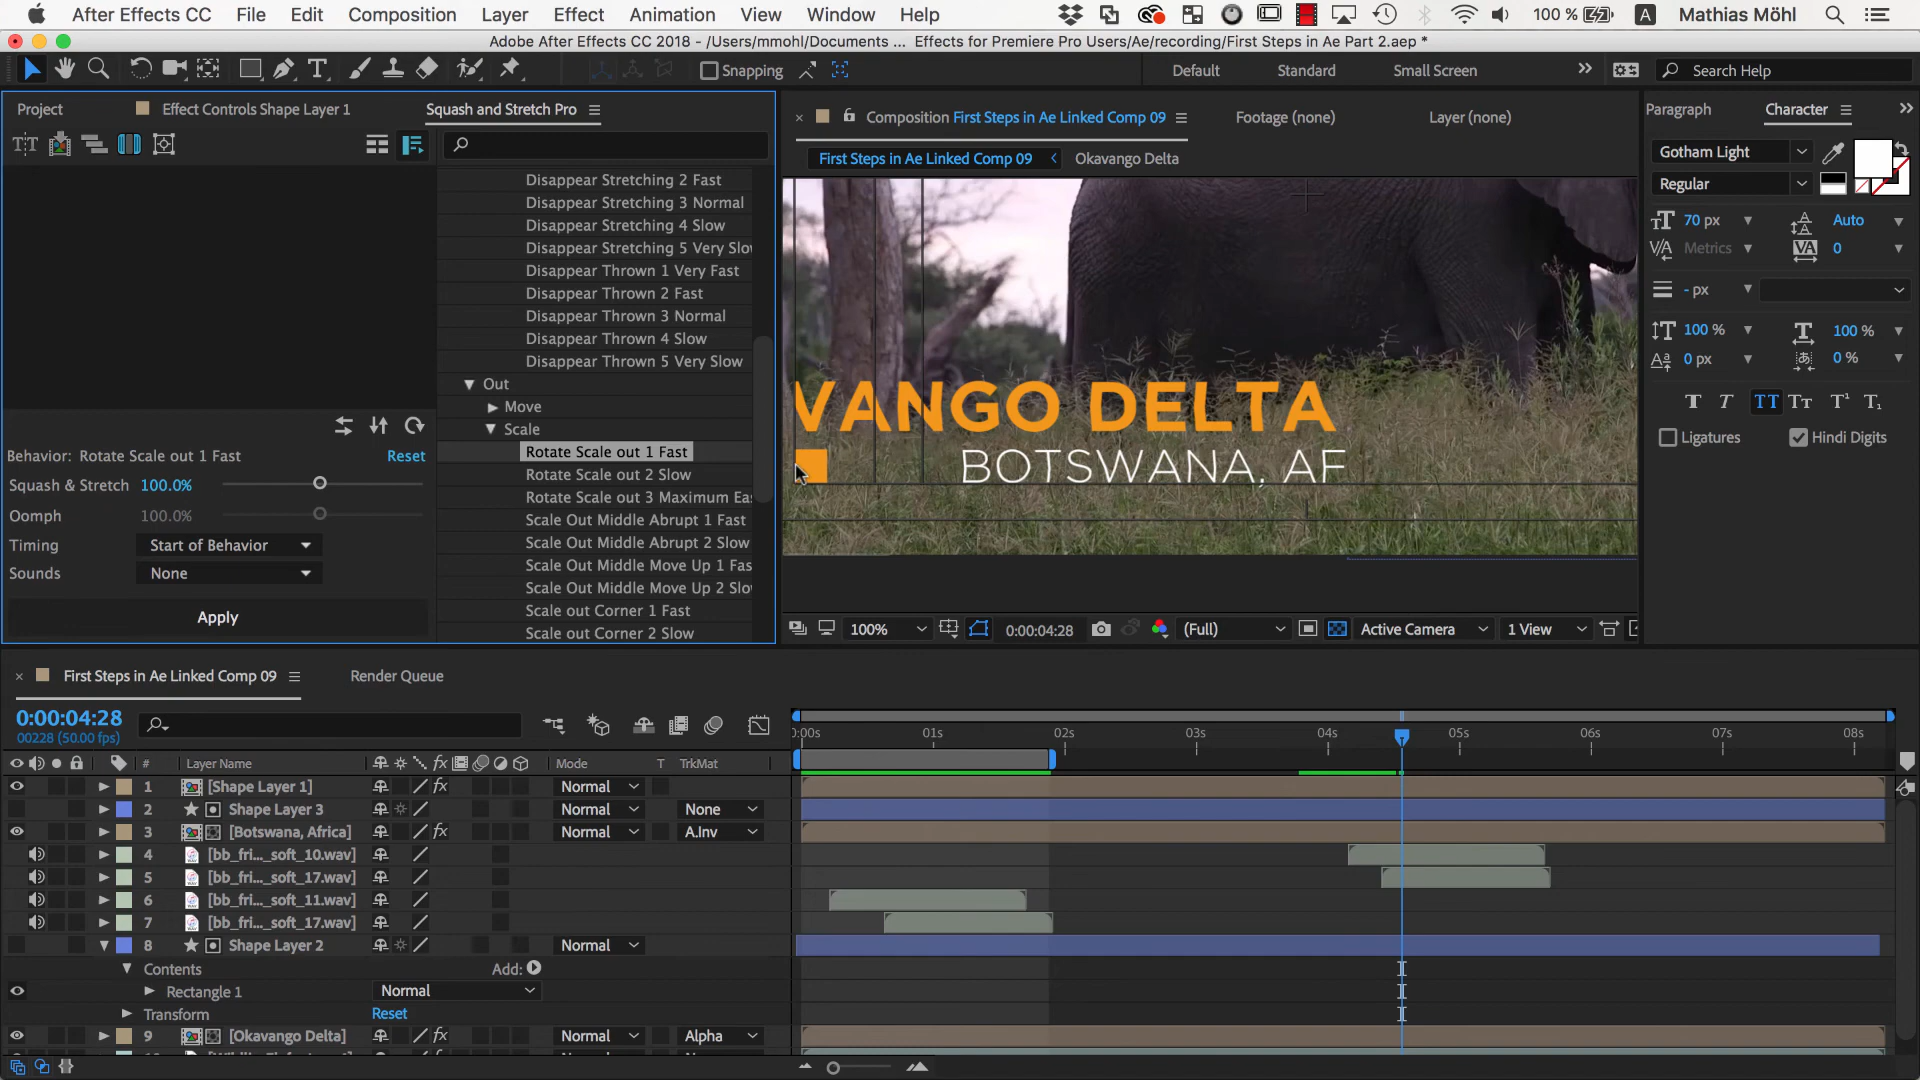 After Effects CC File Edit Composition Layer Effect Animation View Window Help 100 % A Mathias Möhl
Adobe After Effects CC 2018 - /Users/mmohl/Documents ... Effects for Premiere Pro Users/Ae/recording/First Steps in Ae Part 2.aep *
Snapping Default Standard Small Screen Search Help
Project Effect Controls Shape Layer 1 Squash and Stretch Pro
Disappear Stretching 2 Fast
Disappear Stretching 3 Normal
Disappear Stretching 4 Slow
Disappear Stretching 5 Very Slo
Disappear Thrown 1 Very Fast
Disappear Thrown 2 Fast
Disappear Thrown 3 Normal
Disappear Thrown 4 Slow
Disappear Thrown 5 Very Slow
Out
Move
Scale
Rotate Scale out 1 Fast
Rotate Scale out 2 Slow
Rotate Scale out 3 Maximum Eas
Scale Out Middle Abrupt 1 Fast
Scale Out Middle Abrupt 2 Slow
Scale Out Middle Move Up 1 Fas
Scale Out Middle Move Up 2 Slo
Scale out Corner 1 Fast
Scale out Corner 2 Slow
Behavior: Rotate Scale out 1 Fast Reset
Squash & Stretch 100.0%
Oomph 100.0%
Timing Start of Behavior
Sounds None
Apply
Composition First Steps in Ae Linked Comp 09 Footage (none) Layer (none)
First Steps in Ae Linked Comp 09 Okavango Delta
VANGO DELTA
BOTSWANA, AF
100% 0:00:04:28 (Full) Active Camera 1 View
Paragraph Character
Gotham Light
Regular
70 px Auto
Metrics 0
- px
100 % 100 %
0 px 0 %
Ligatures Hindi Digits
First Steps in Ae Linked Comp 09 Render Queue
0:00:04:28
00228 (50.00 fps)
0:00s 01s 02s 03s 04s 05s 06s 07s 08s
# Layer Name Mode T TrkMat
1 [Shape Layer 1] Normal
2 Shape Layer 3 Normal None
3 [Botswana, Africa] Normal A.Inv
4 [bb_fri..._soft_10.wav]
5 [bb_fri..._soft_17.wav]
6 [bb_fri..._soft_11.wav]
7 [bb_fri..._soft_17.wav]
8 Shape Layer 2 Normal
Contents Add:
Rectangle 1 Normal
Transform Reset
9 [Okavango Delta] Normal Alpha